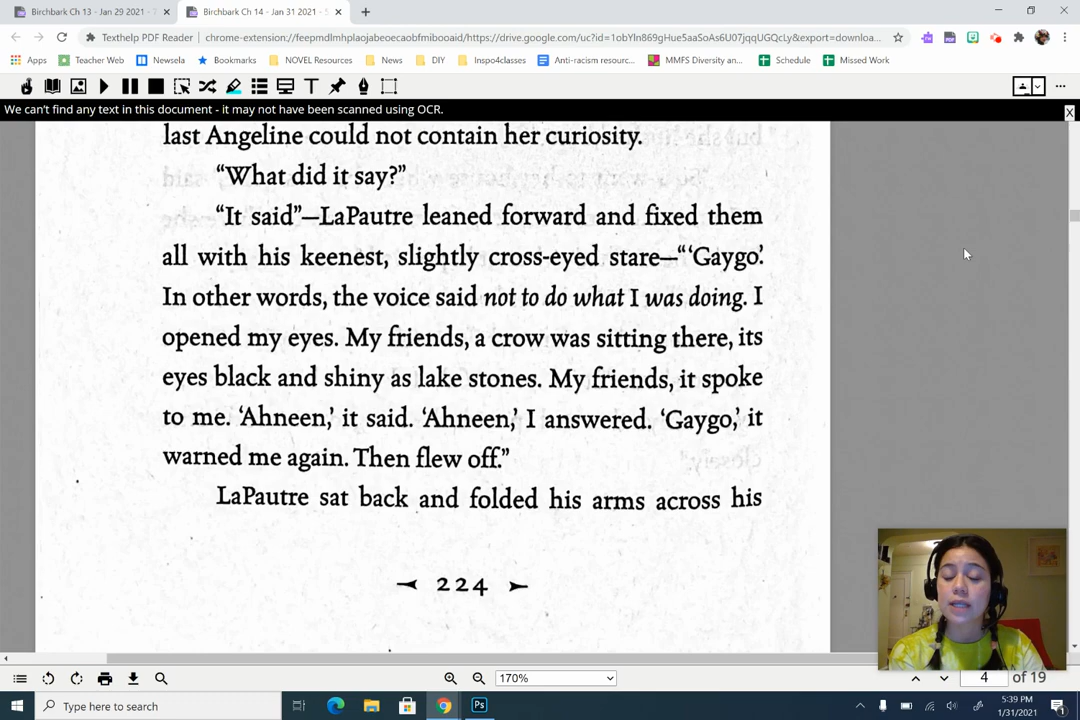 Birchbark Ch 13 - Jan 29 2021 -
Birchbark Ch 14 - Jan 31 2021 -
Texthelp PDF Reader | chrome-extension://feepmdlmhplaojabeoecaobfmibooaid/https://drive.google.com/uc?id=1obYln869gHue5aaSoAs6U07jqqUGQcLy&export=downloa...
Apps Teacher Web Newsela Bookmarks NOVEL Resources News DIY Inspo4classes Anti-racism resourc... MMFS Diversity an... Schedule Missed Work
We can't find any text in this document - it may not have been scanned using OCR.
last Angeline could not contain her curiosity.
“What did it say?”
“It said”—LaPautre leaned forward and fixed them
all with his keenest, slightly cross-eyed stare—“‘Gaygo.’
In other words, the voice said not to do what I was doing. I
opened my eyes. My friends, a crow was sitting there, its
eyes black and shiny as lake stones. My friends, it spoke
to me. ‘Ahneen,’ it said. ‘Ahneen,’ I answered. ‘Gaygo,’ it
warned me again. Then flew off.”
LaPautre sat back and folded his arms across his
224
170%
4 of 19
Type here to search
5:39 PM
1/31/2021